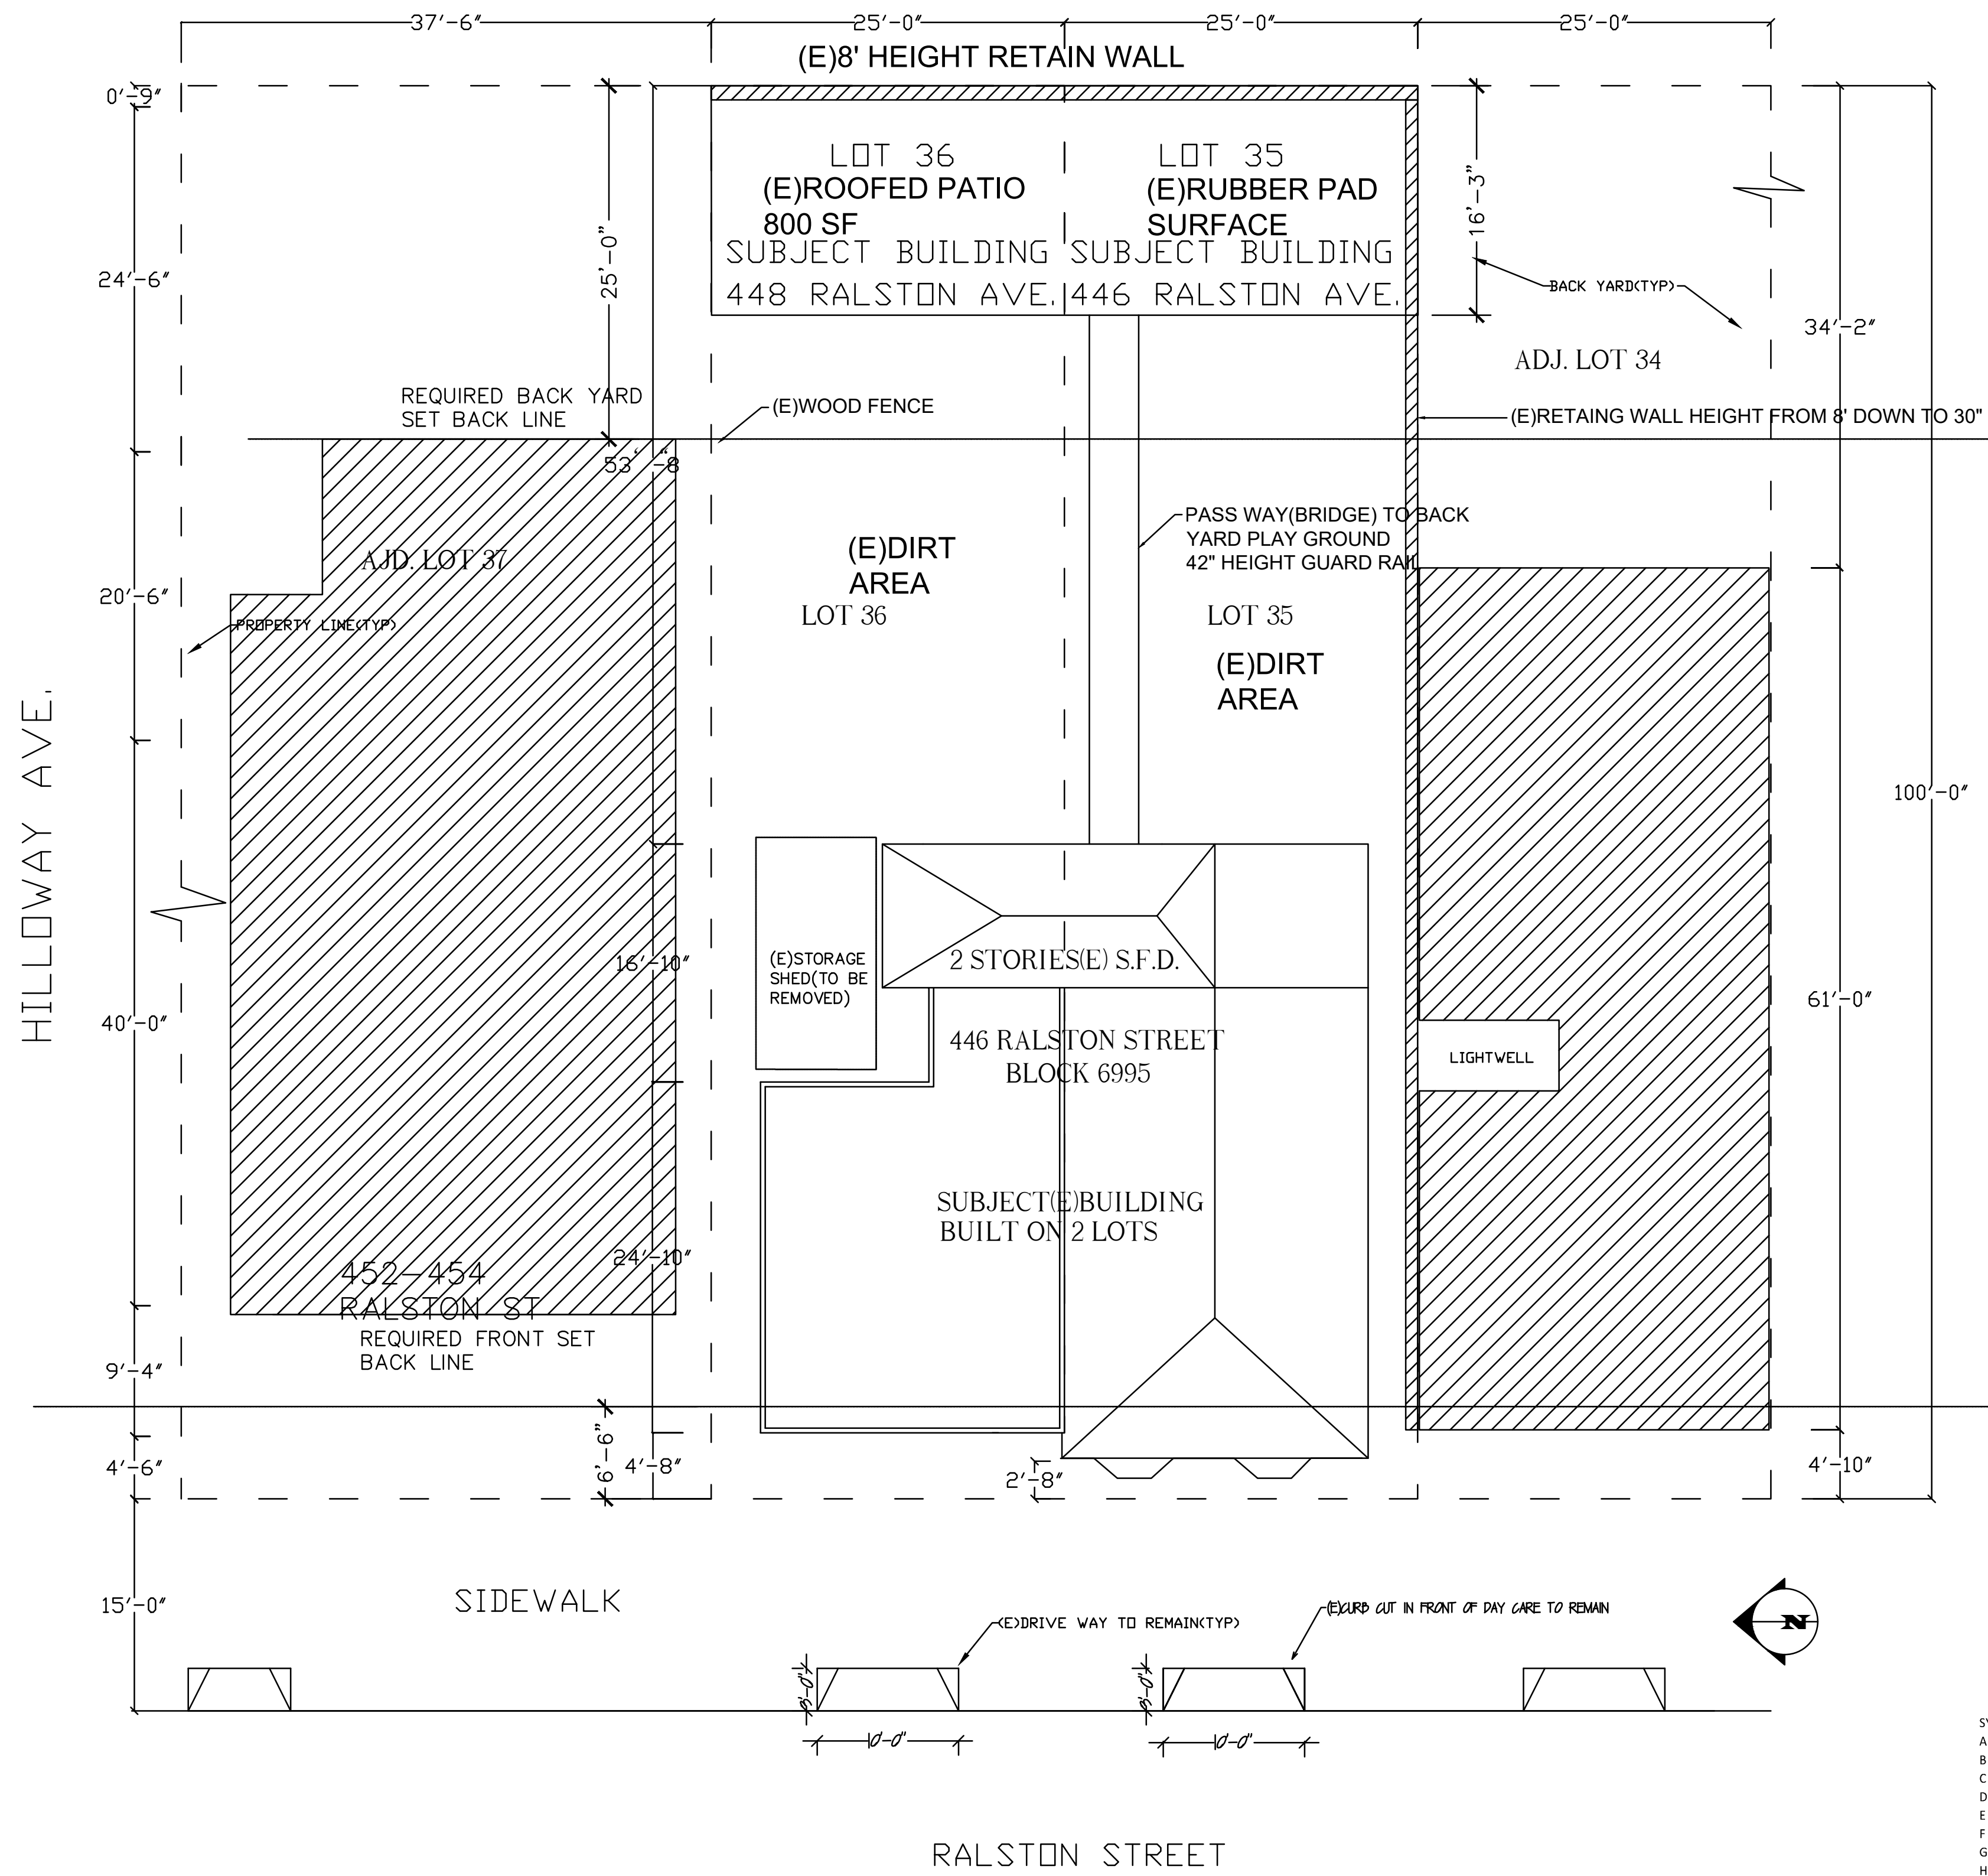 37'-6"
25'-0"
25'-0"
25'-0"
(E)8' HEIGHT RETAIN WALL
0'-9"
LOT 36
(E)ROOFED PATIO
800 SF
SUBJECT BUILDING
448 RALSTON AVE.
LOT 35
(E)RUBBER PAD
SURFACE
SUBJECT BUILDING
446 RALSTON AVE.
16'-3"
25'-0"
24'-6"
BACK YARD(TYP)
34'-2"
ADJ. LOT 34
REQUIRED BACK YARD
SET BACK LINE
(E)WOOD FENCE
(E)RETAING WALL HEIGHT FROM 8' DOWN TO 30"
53'-8"
PASS WAY(BRIDGE) TO BACK
YARD PLAY GROUND
42" HEIGHT GUARD RAIL
(E)DIRT
AREA
LOT 36
AJD. LOT 37
20'-6"
PROPERTY LINE(TYP)
LOT 35
(E)DIRT
AREA
HILLOWAY AVE.
100'-0"
(E)STORAGE
SHED(TO BE
REMOVED)
2 STORIES(E) S.F.D.
16'-10"
40'-0"
61'-0"
446 RALSTON STREET
BLOCK 6995
LIGHTWELL
SUBJECT(E)BUILDING
BUILT ON 2 LOTS
24'-10"
452-454
RALSTON ST
REQUIRED FRONT SET
BACK LINE
9'-4"
6'-6"
4'-6"
4'-8"
2'-8"
4'-10"
15'-0"
SIDEWALK
(E)DRIVE WAY TO REMAIN(TYP)
(E)CURB CUT IN FRONT OF DAY CARE TO REMAIN
N
10'-0"
10'-0"
RALSTON STREET
A
B
C
D
E
F
G
H